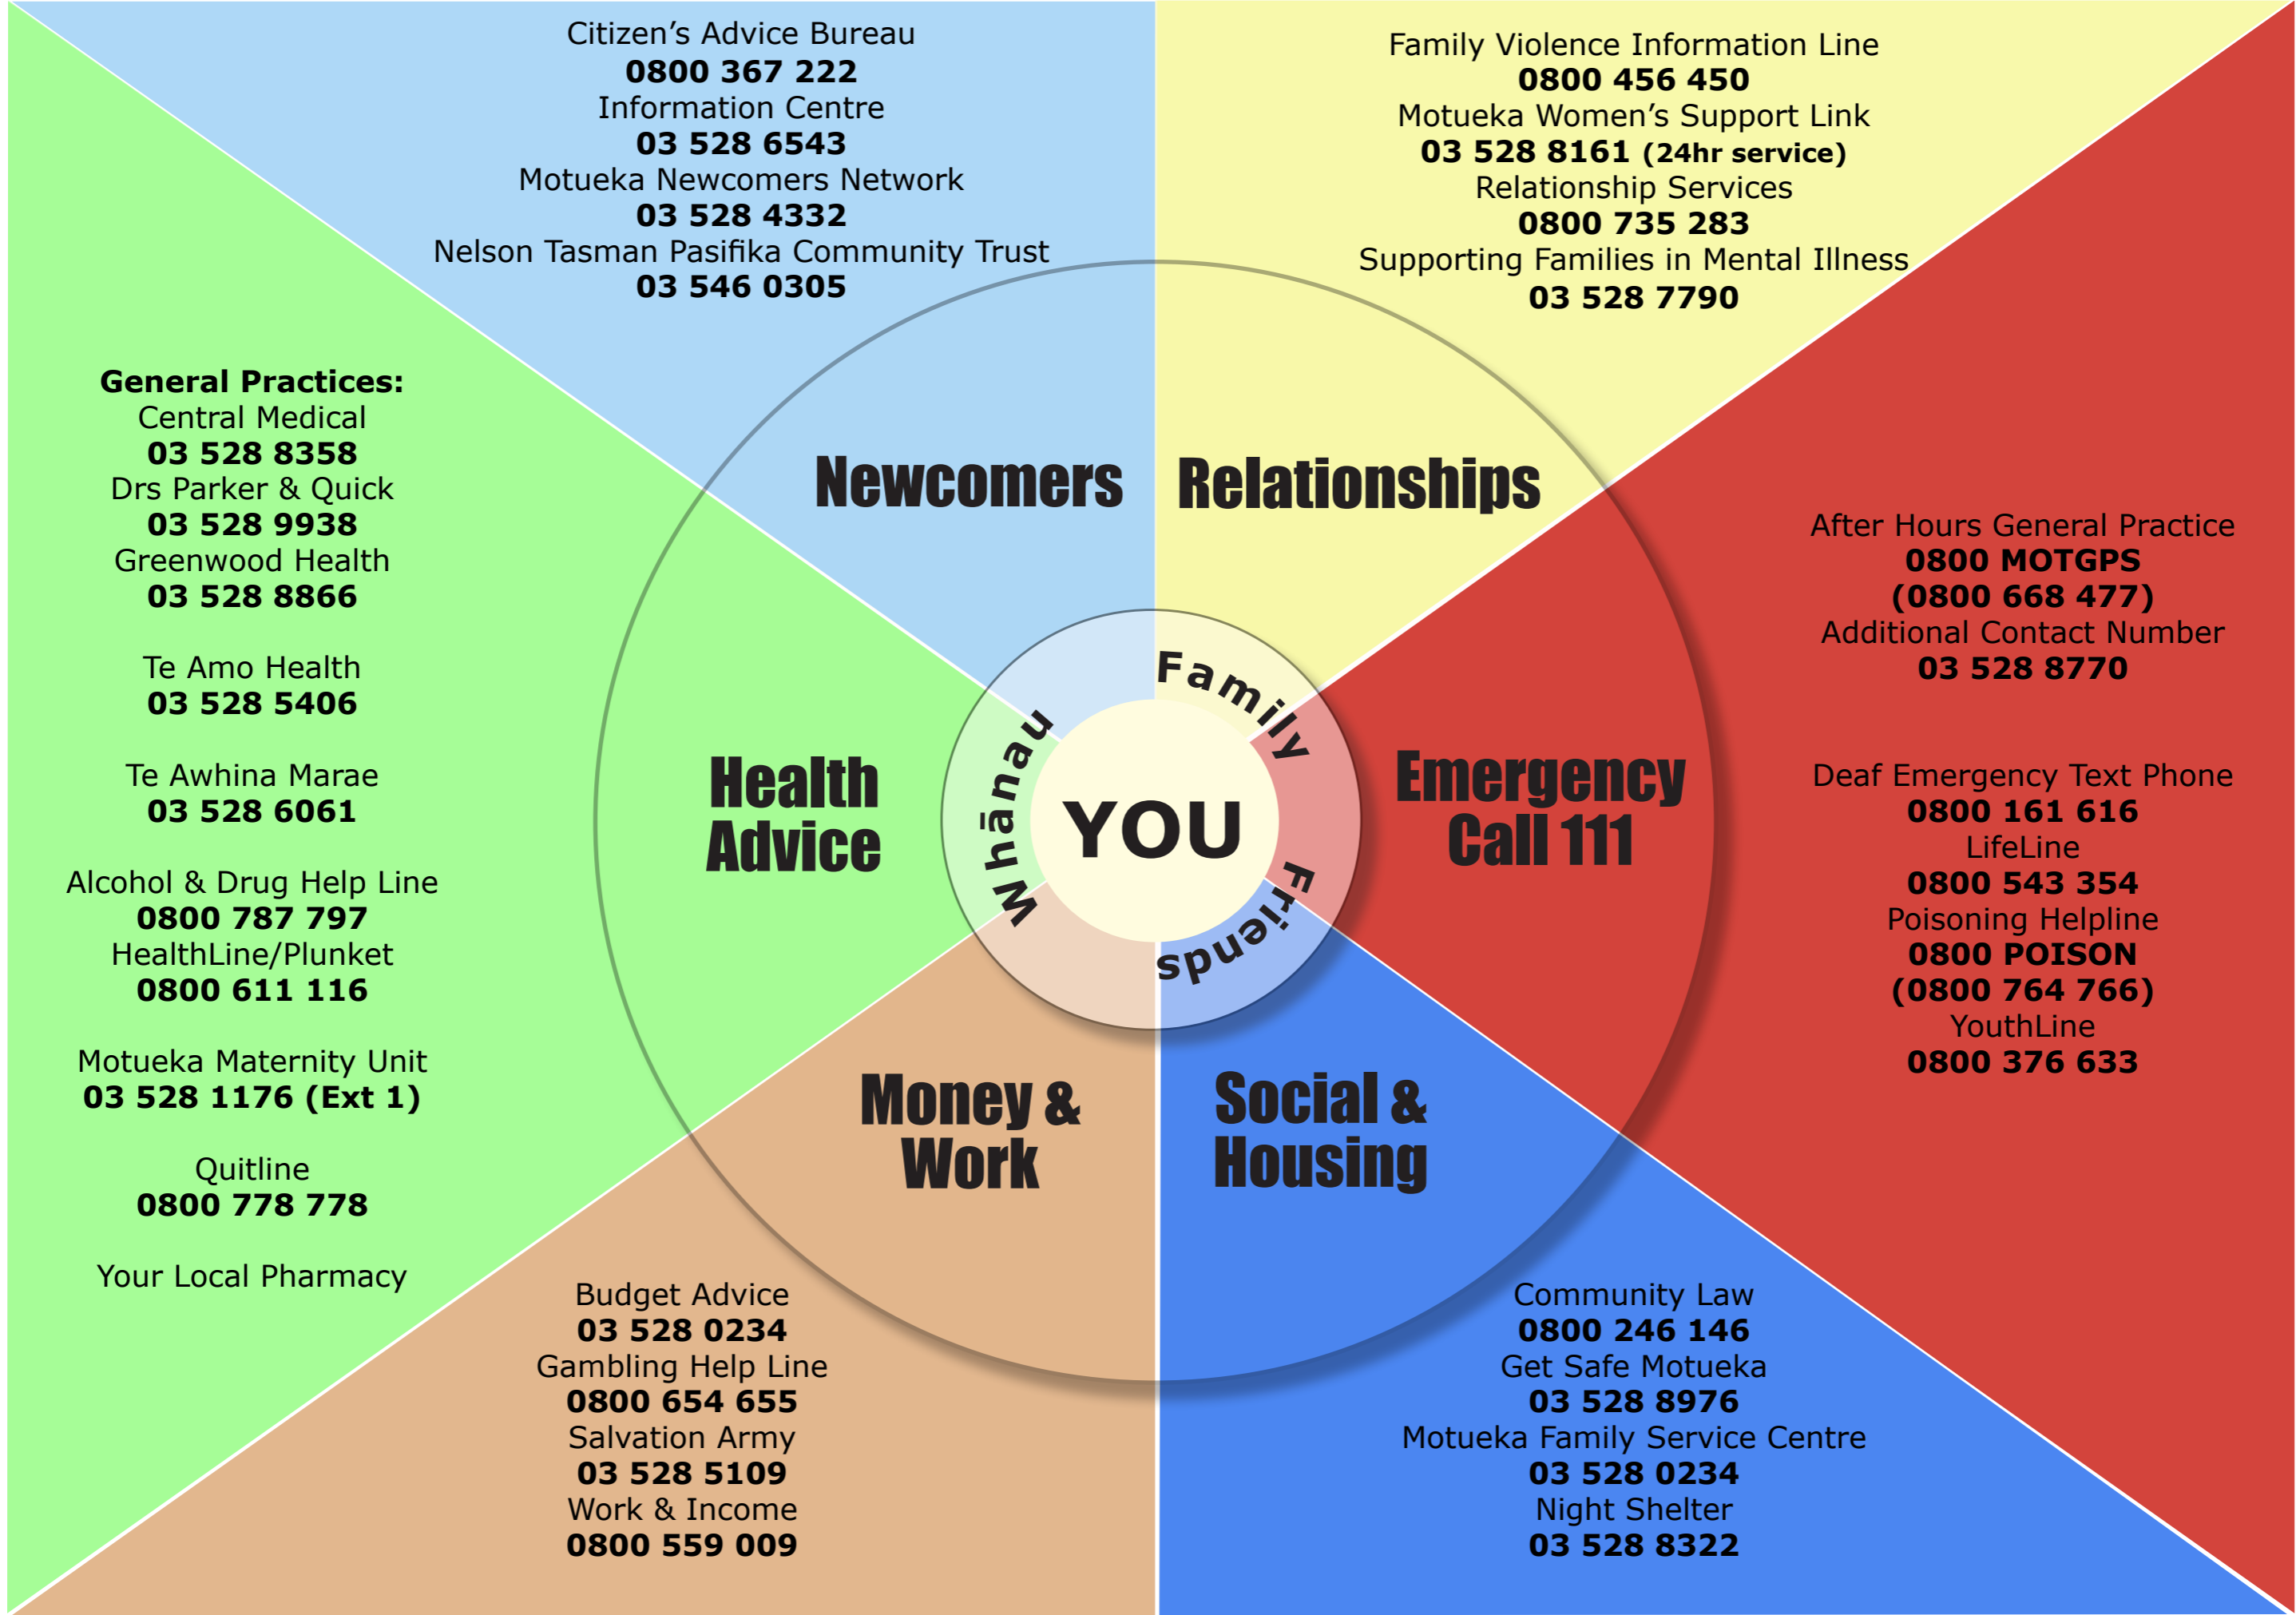 Citizen’s Advice Bureau
0800 367 222
Information Centre
03 528 6543
Motueka Newcomers Network
03 528 4332
Nelson Tasman Pasifika Community Trust
03 546 0305
Newcomers
Family Violence Information Line
0800 456 450
Motueka Women’s Support Link
03 528 8161 (24hr service)
Relationship Services
0800 735 283
Supporting Families in Mental Illness
03 528 7790
Relationships
General Practices:
Central Medical
03 528 8358
Drs Parker & Quick
03 528 9938
Greenwood Health
03 528 8866
Te Amo Health
03 528 5406
Te Awhina Marae
03 528 6061
Alcohol & Drug Help Line
0800 787 797
HealthLine/Plunket
0800 611 116
Motueka Maternity Unit
03 528 1176 (Ext 1)
Quitline
0800 778 778
Your Local Pharmacy
Health
Advice
Whānau
Family
Friends
YOU
Emergency
Call 111
After Hours General Practice
0800 MOTGPS
(0800 668 477)
Additional Contact Number
03 528 8770
Deaf Emergency Text Phone
0800 161 616
LifeLine
0800 543 354
Poisoning Helpline
0800 POISON
(0800 764 766)
YouthLine
0800 376 633
Money &
Work
Budget Advice
03 528 0234
Gambling Help Line
0800 654 655
Salvation Army
03 528 5109
Work & Income
0800 559 009
Social &
Housing
Community Law
0800 246 146
Get Safe Motueka
03 528 8976
Motueka Family Service Centre
03 528 0234
Night Shelter
03 528 8322